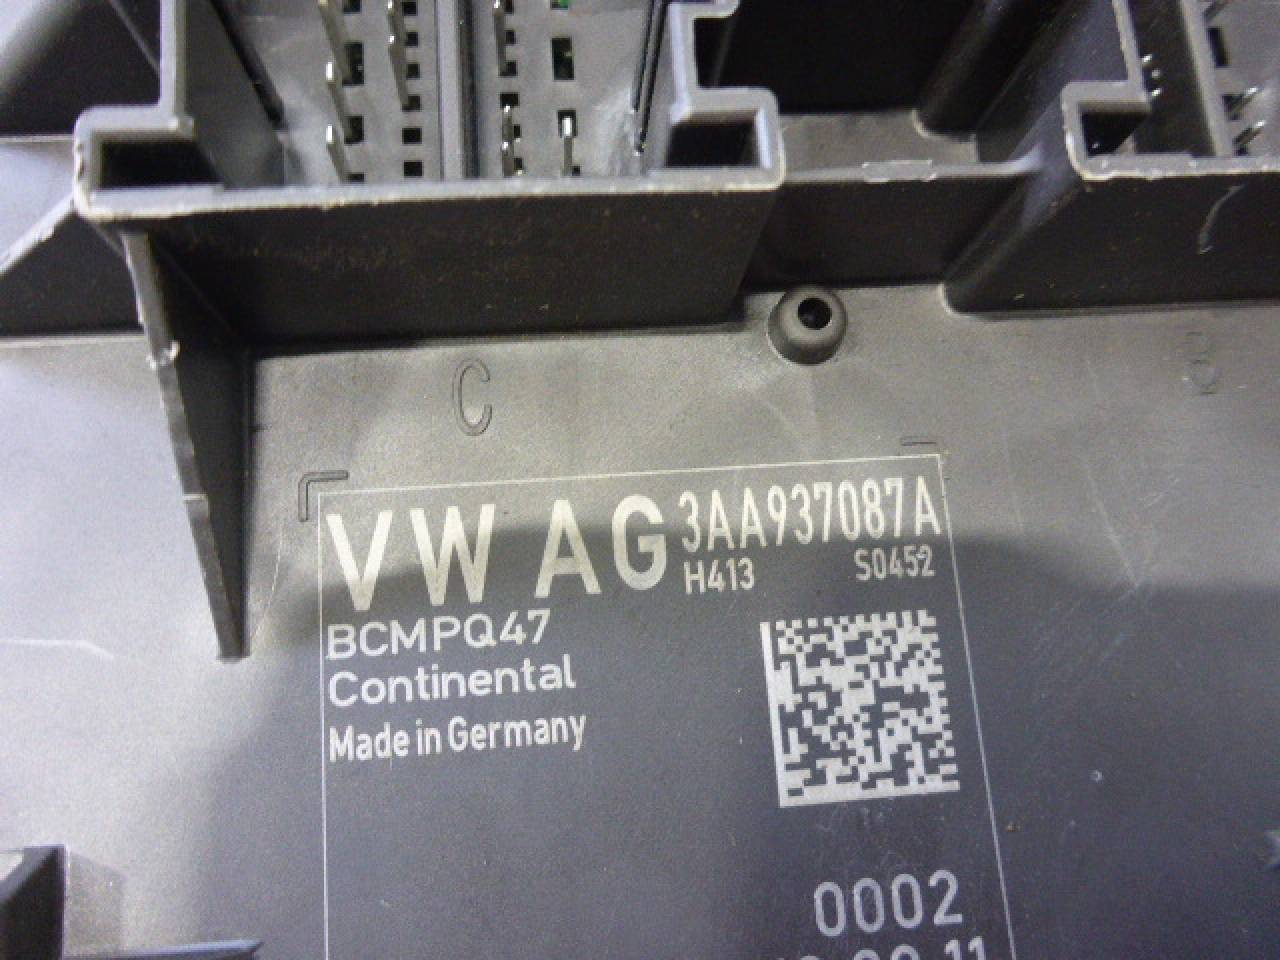 C
B
VW AG 3AA937087A
H413 S0452
BCMPQ47
Continental
Made in Germany
0002